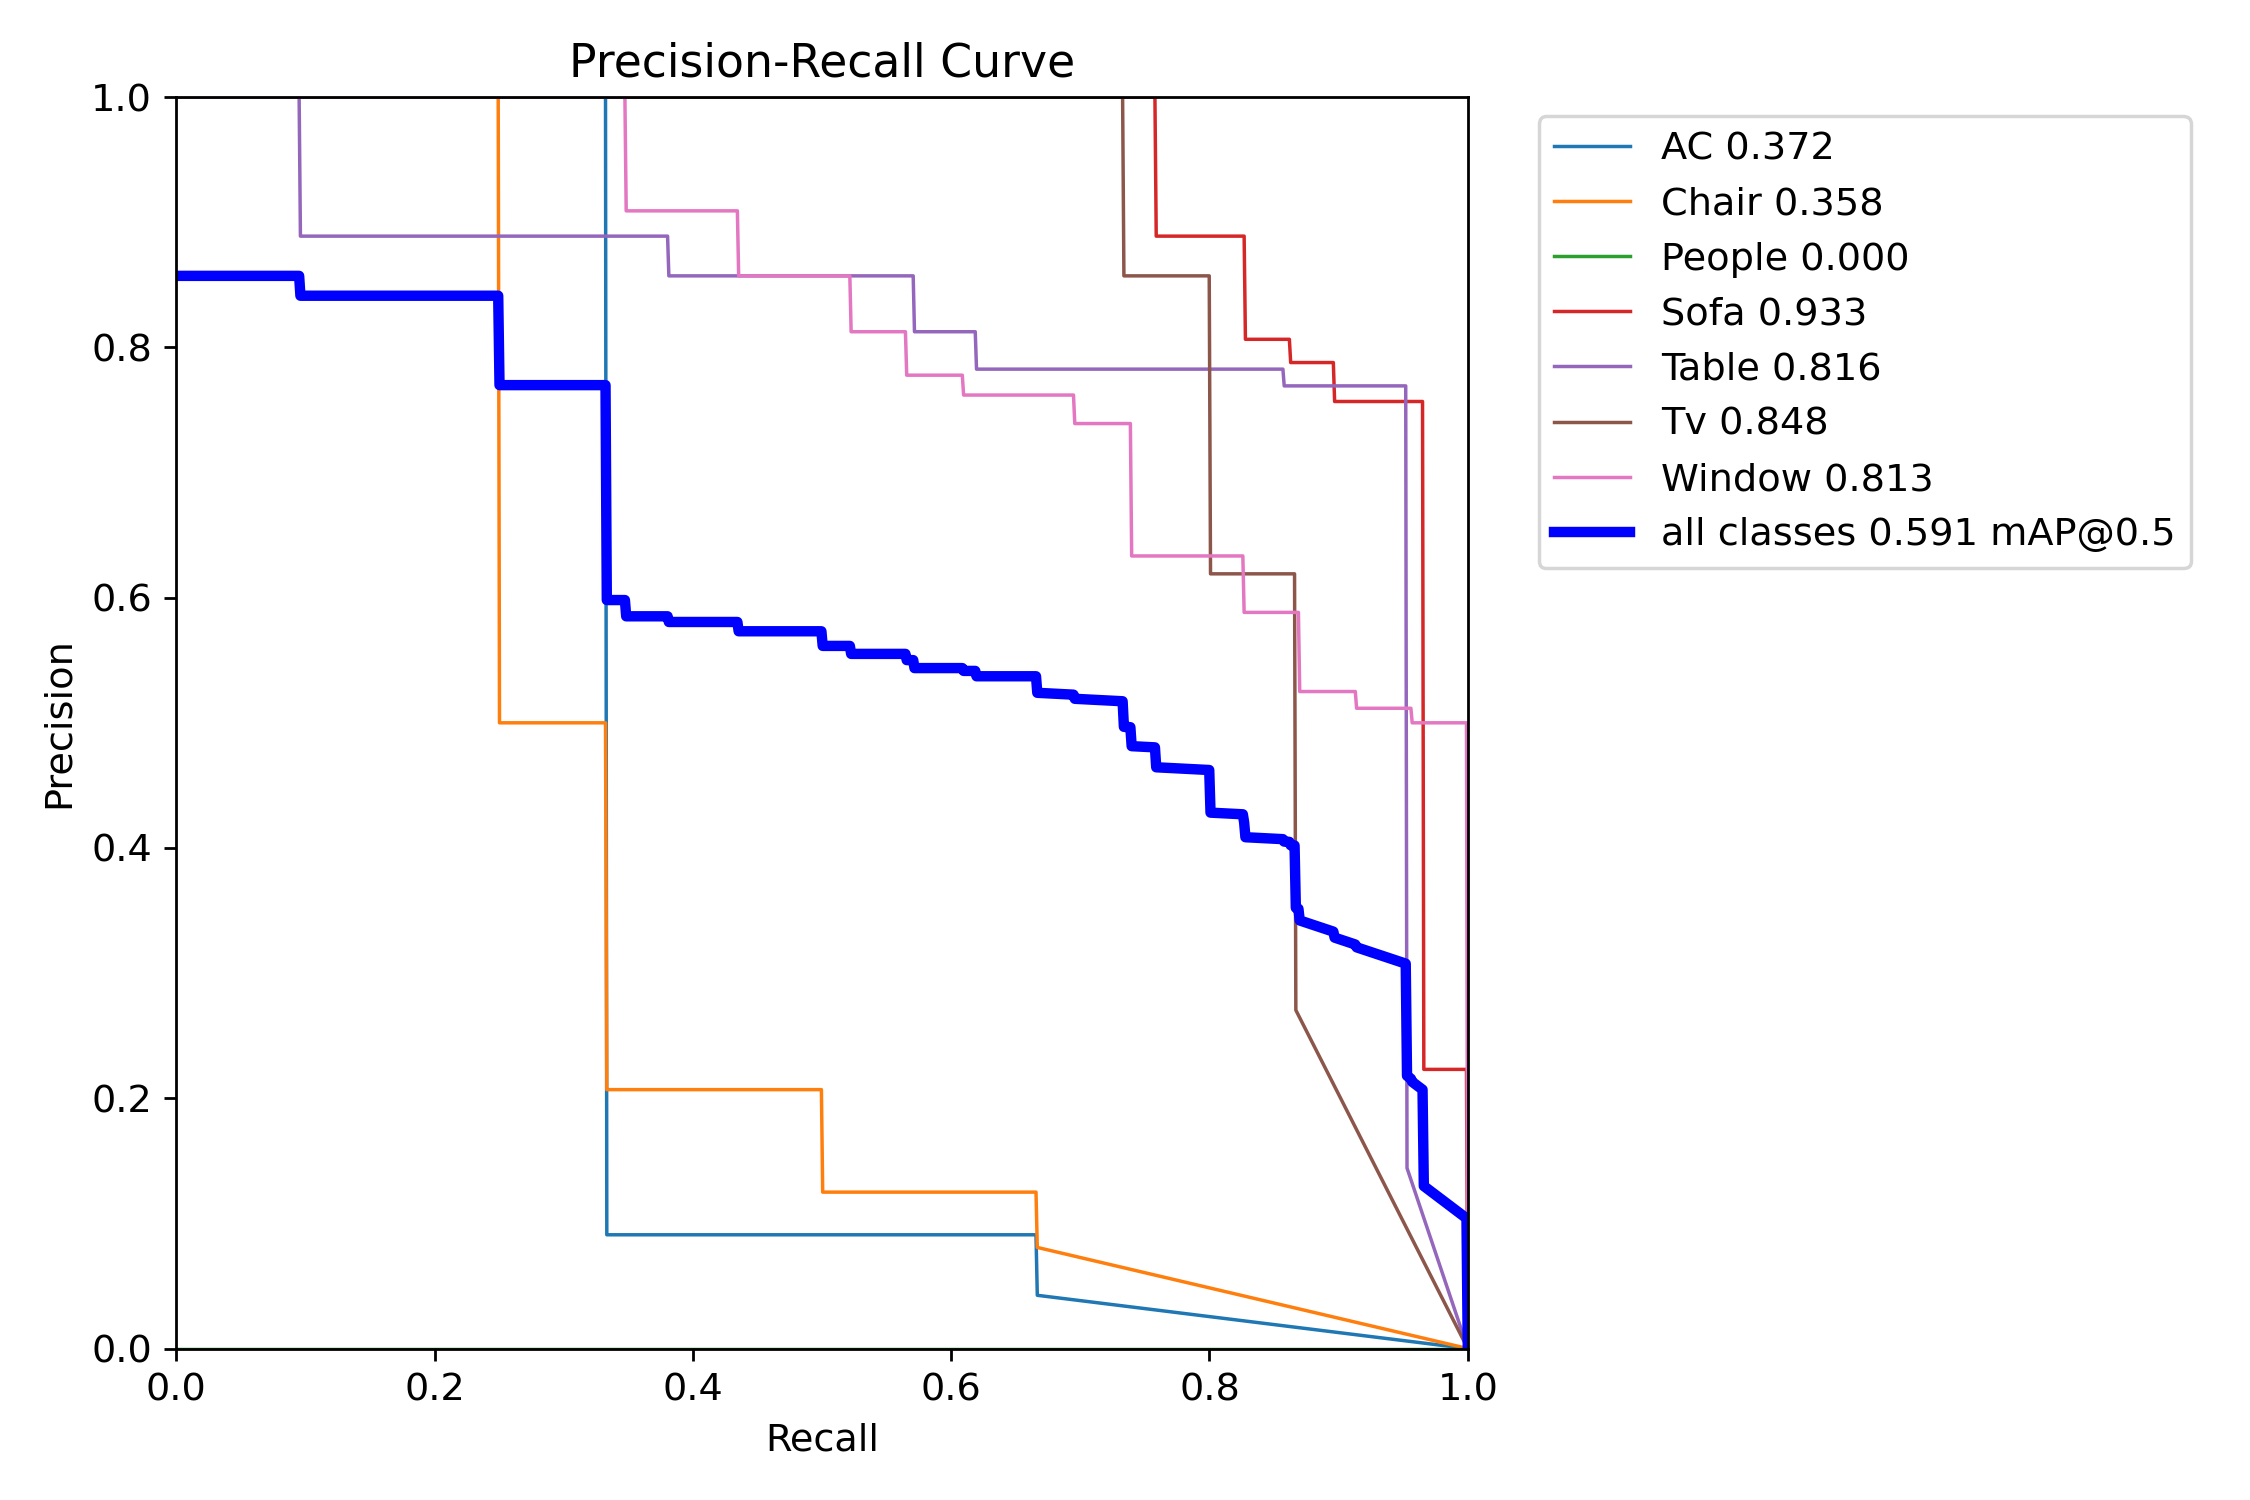 Precision-Recall Curve
1.0
0.8
0.6
0.4
0.2
0.0
Precision
0.0 0.2 0.4 0.6 0.8 1.0
Recall
AC 0.372
Chair 0.358
People 0.000
Sofa 0.933
Table 0.816
Tv 0.848
Window 0.813
all classes 0.591 mAP@0.5